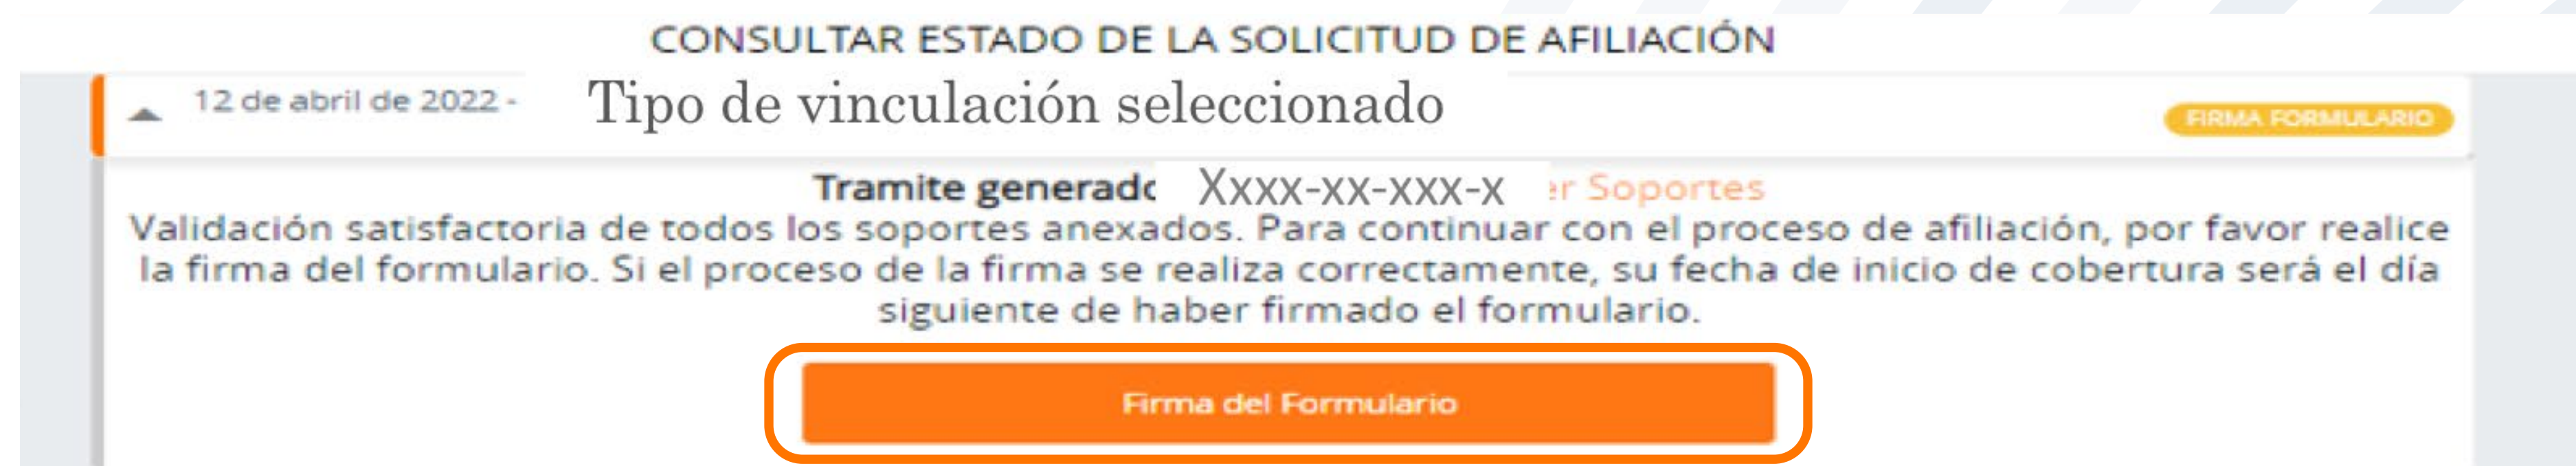 CONSULTAR ESTADO DE LA SOLICITUD DE AFILIACIÓN
12 de abril de 2022 - Tipo de vinculación seleccionado
FIRMA FORMULARIO
Tramite generado Xxxx-xx-xxx-x er Soportes
Validación satisfactoria de todos los soportes anexados. Para continuar con el proceso de afiliación, por favor realice
la firma del formulario. Si el proceso de la firma se realiza correctamente, su fecha de inicio de cobertura será el día
siguiente de haber firmado el formulario.
Firma del Formulario